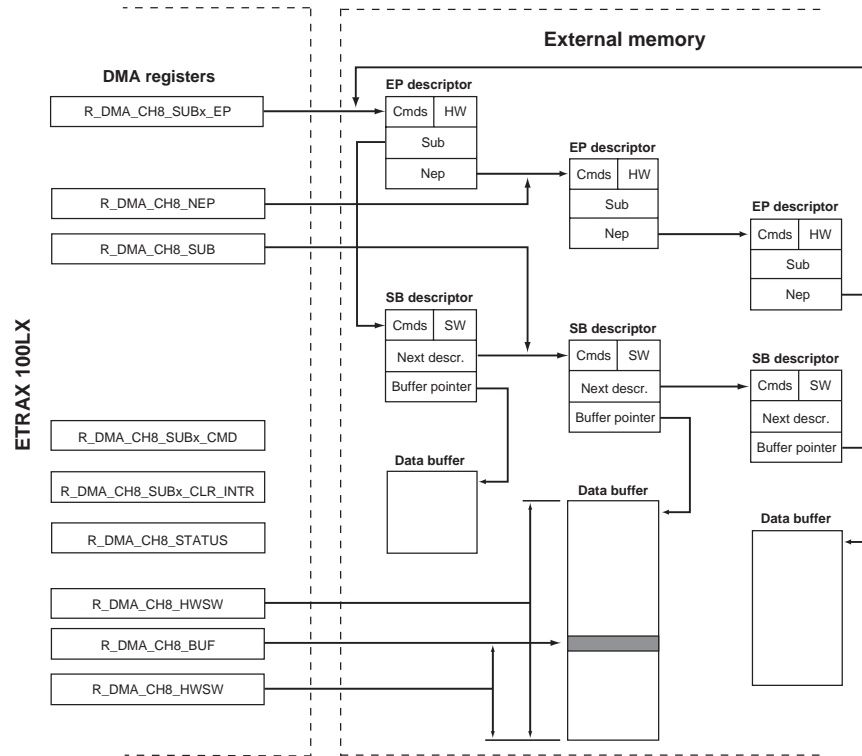 External memory
DMA registers
EP descriptor
R_DMA_CH8_SUBx_EP
Cmds HW
Sub
Nep
EP descriptor
Cmds HW
Sub
Nep
EP descriptor
Cmds HW
Sub
Nep
R_DMA_CH8_NEP
R_DMA_CH8_SUB
ETRAX 100LX
SB descriptor
Cmds SW
Next descr.
Buffer pointer
SB descriptor
Cmds SW
Next descr.
Buffer pointer
SB descriptor
Cmds SW
Next descr.
Buffer pointer
R_DMA_CH8_SUBx_CMD
R_DMA_CH8_SUBx_CLR_INTR
R_DMA_CH8_STATUS
Data buffer
Data buffer
Data buffer
R_DMA_CH8_HWSW
R_DMA_CH8_BUF
R_DMA_CH8_HWSW